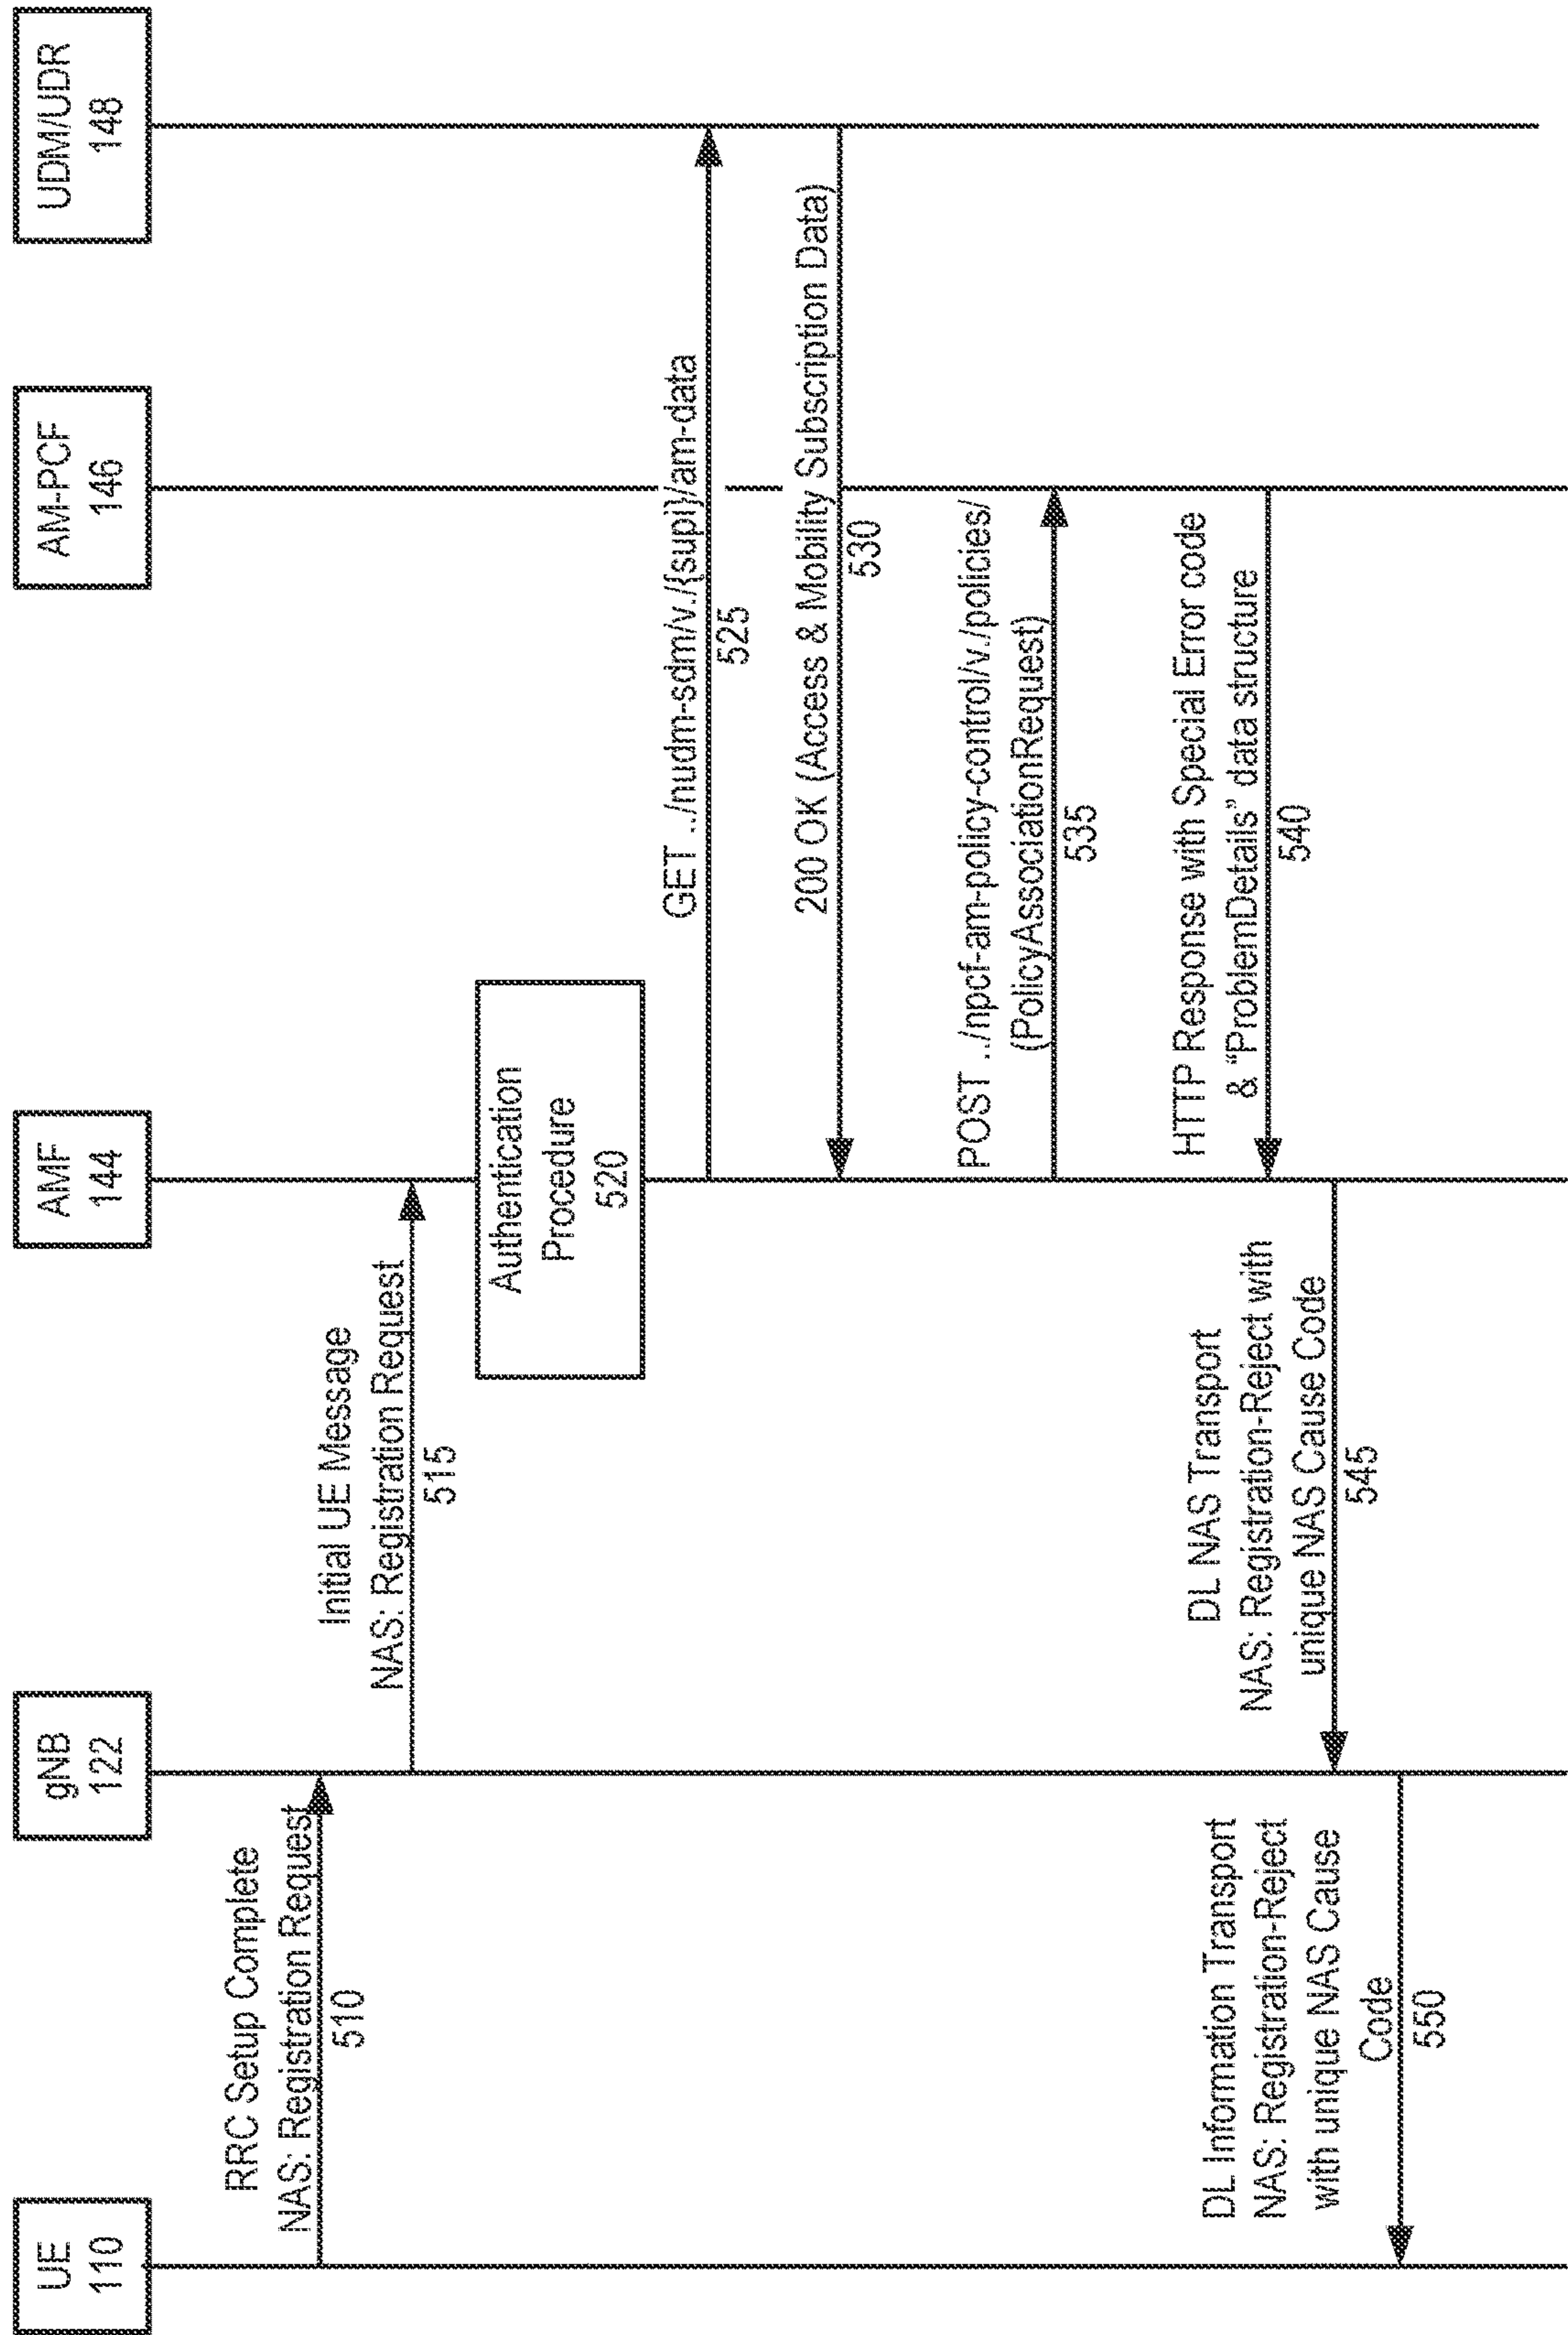 UE
110
gNB
122
AMF
144
AM-PCF
146
UDM/UDR
148
RRC Setup Complete
NAS: Registration Request
510
Initial UE Message
NAS: Registration Request
515
Authentication
Procedure
520
GET ../nudm-sdm/v./{supi}/am-data
525
200 OK (Access & Mobility Subscription Data)
530
POST ../npcf-am-policy-control/v./policies/
(PolicyAssociationRequest)
535
HTTP Response with Special Error code
& “ProblemDetails” data structure
540
DL NAS Transport
NAS: Registration-Reject with
unique NAS Cause Code
545
DL Information Transport
NAS: Registration-Reject
with unique NAS Cause
Code
550